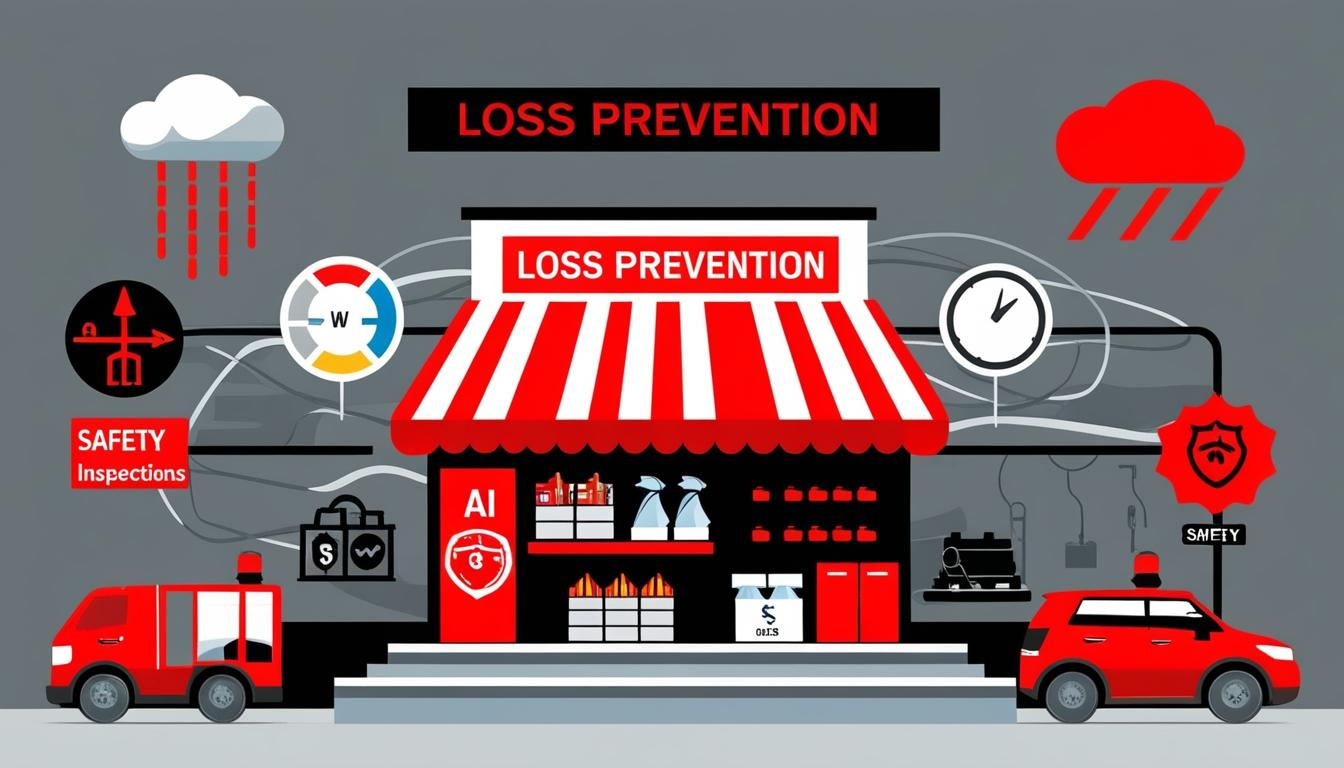 LOSS PREVENTION
LOSS PREVENTION
W
SAFETY
Inspections
AI
S
W
$
SAFETY